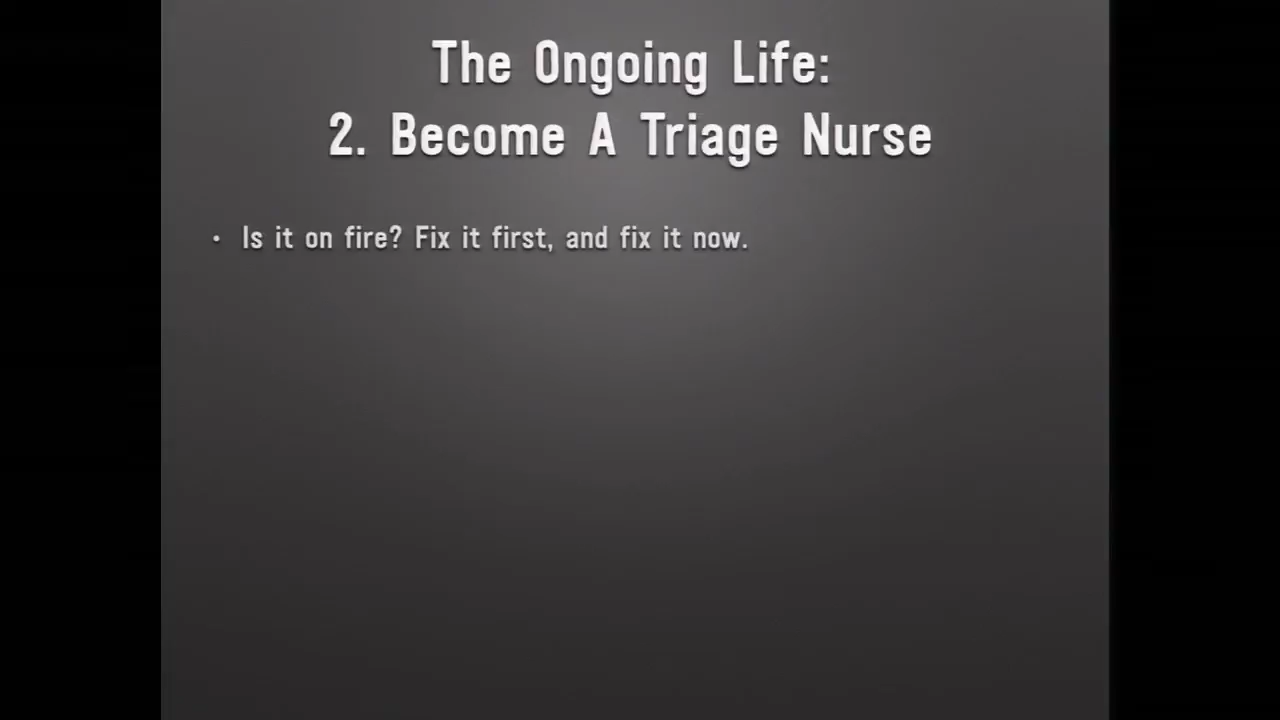 The Ongoing Life:
2. Become A Triage Nurse
• Is it on fire? Fix it first, and fix it now.